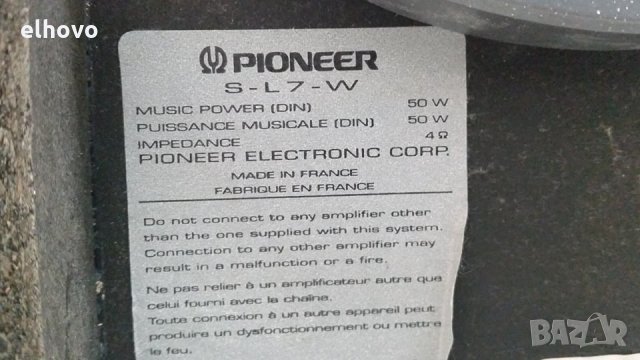 elhovo
PIONEER
S-L7-W
MUSIC POWER (DIN) 50 W
PUISSANCE MUSICALE (DIN) 50 W
IMPEDANCE 4Ω
PIONEER ELECTRONIC CORP.
MADE IN FRANCE
FABRIQUE EN FRANCE
Do not connect to any amplifier other
than the one supplied with this system.
Connection to any other amplifier may
result in a malfunction or a fire.
Ne pas relier à un amplificateur autre que
celui fourni avec la chaîne.
Toute connexion à un autre appareil peut
produire un dysfonctionnement ou mettre
le feu.
BAZAR